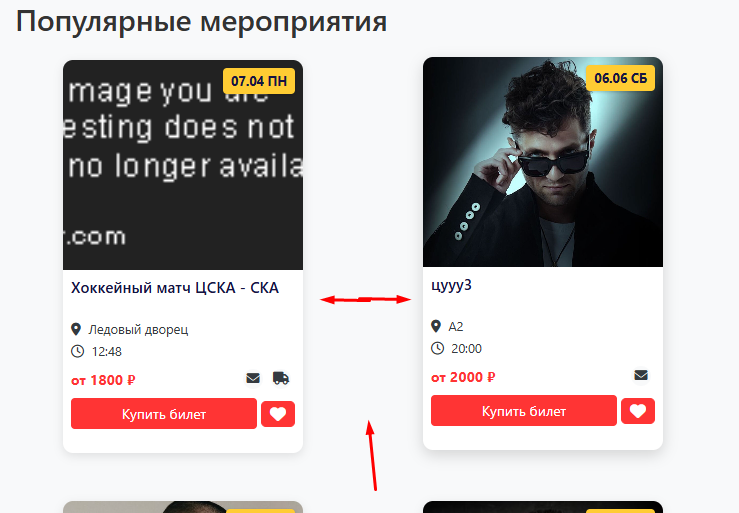 Популярные мероприятия
07.04 ПН
mage you are
esting does not
no longer availa
r.com
Хоккейный матч ЦСКА - СКА
Ледовый дворец
12:48
от 1800 ₽
Купить билет
06.06 СБ
цууу3
A2
20:00
от 2000 ₽
Купить билет